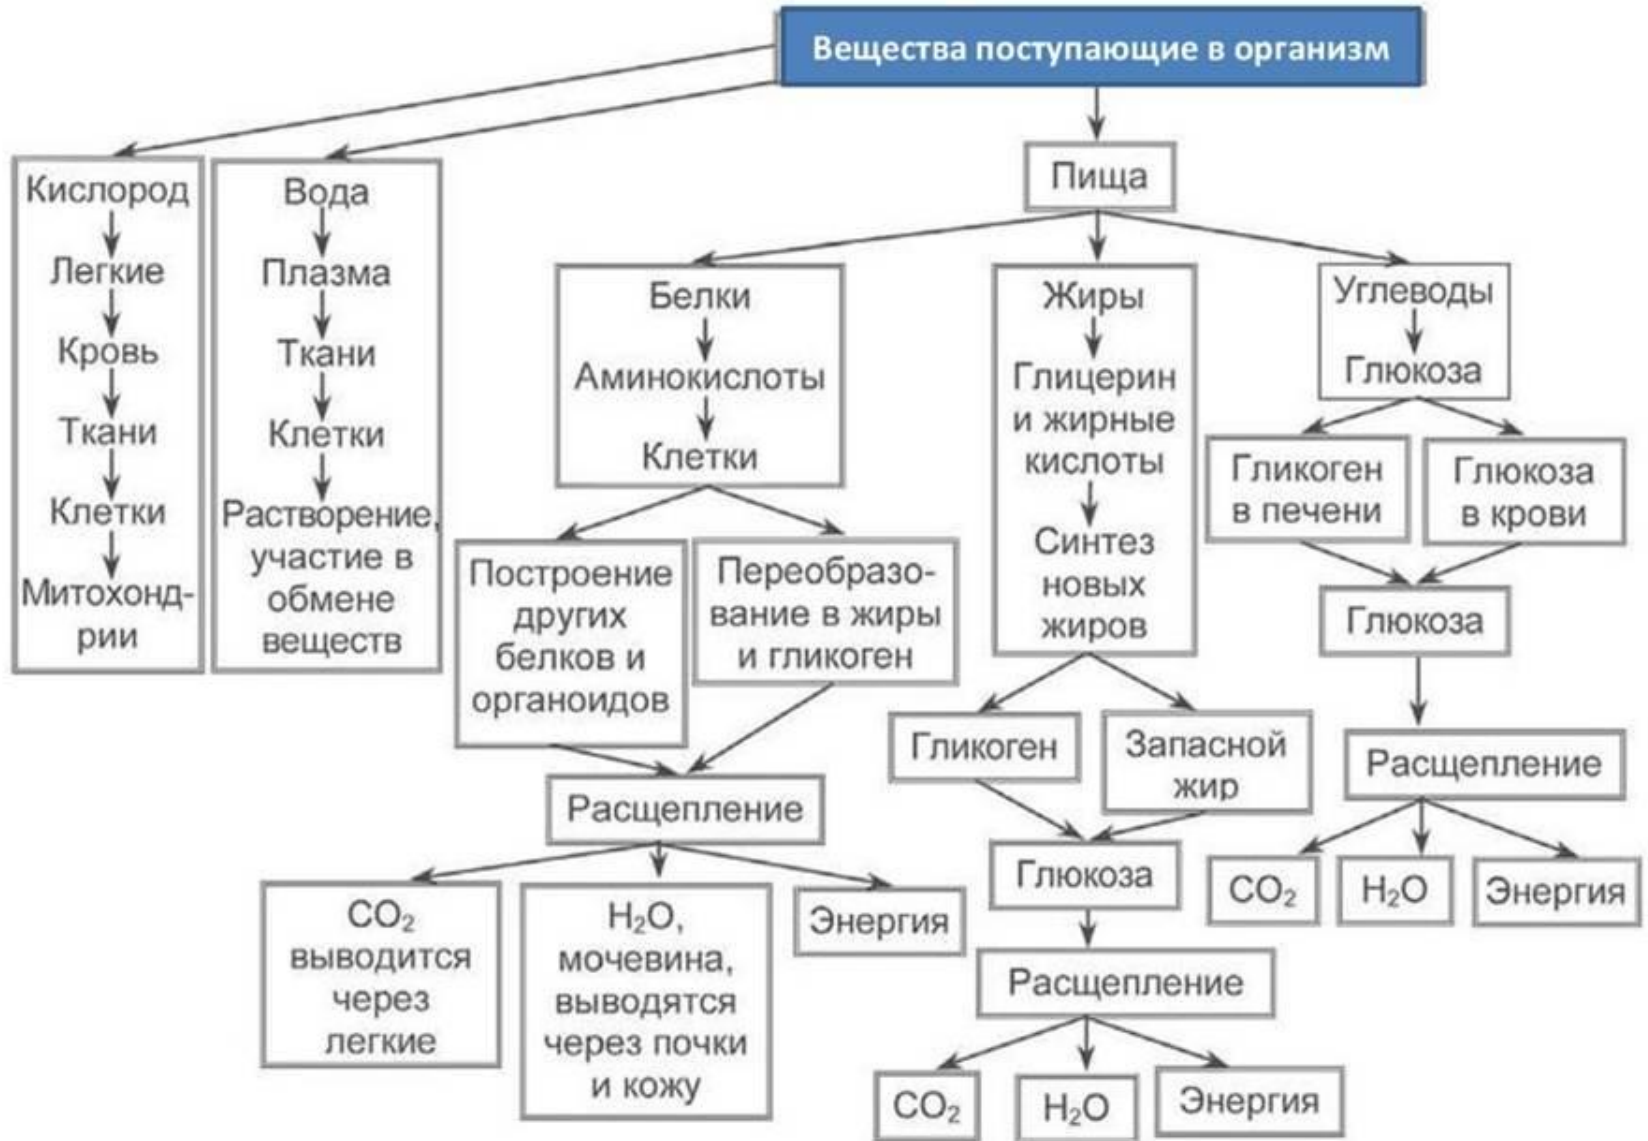 Вещества поступающие в организм
Кислород
Легкие
Кровь
Ткани
Клетки
Митохонд-
рии
Вода
Плазма
Ткани
Клетки
Растворение,
участие в
обмене
веществ
Пища
Белки
Аминокислоты
Клетки
Построение
других
белков и
органоидов
Переобразо-
вание в жиры
и гликоген
Расщепление
CO₂
выводится
через
легкие
H₂O,
мочевина,
выводятся
через почки
и кожу
Энергия
Жиры
Глицерин
и жирные
кислоты
Синтез
новых
жиров
Гликоген
Запасной
жир
Глюкоза
Расщепление
CO₂
H₂O
Энергия
Углеводы
Глюкоза
Гликоген
в печени
Глюкоза
в крови
Глюкоза
Расщепление
CO₂
H₂O
Энергия